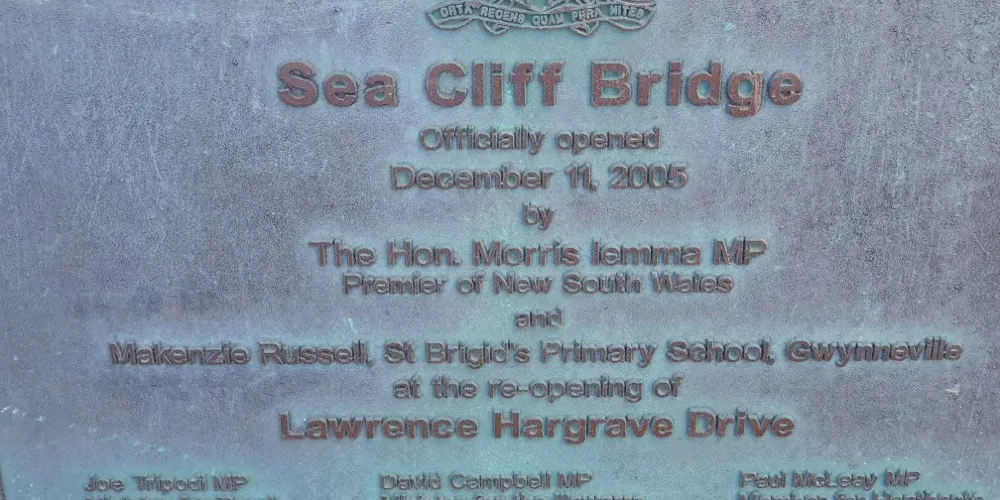 ORTA RECENS QUAM PURA NITES
Sea Cliff Bridge
Officially opened
December 11, 2005
by
The Hon. Morris Iemma MP
Premier of New South Wales
and
Makenzie Russell, St Brigid's Primary School, Gwynneville
at the re-opening of
Lawrence Hargrave Drive
Joe Tripodi MP David Campbell MP Paul McLeay MP